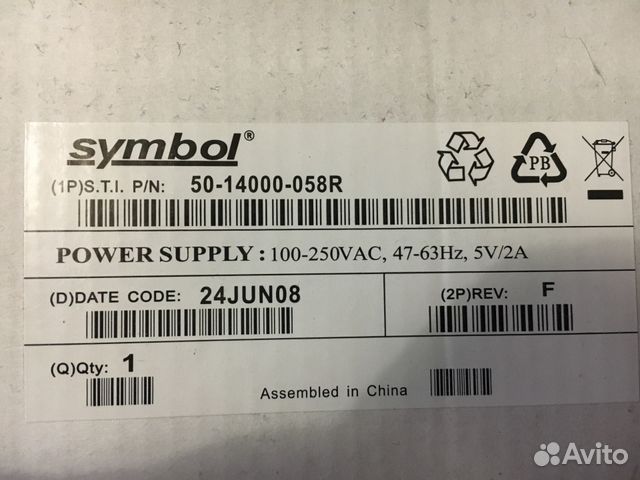 symbol®
(1P)S.T.I. P/N: 50-14000-058R
PB
POWER SUPPLY : 100-250VAC, 47-63Hz, 5V/2A
(D)DATE CODE: 24JUN08
(2P)REV: F
(Q)Qty: 1
Assembled in China
Avito